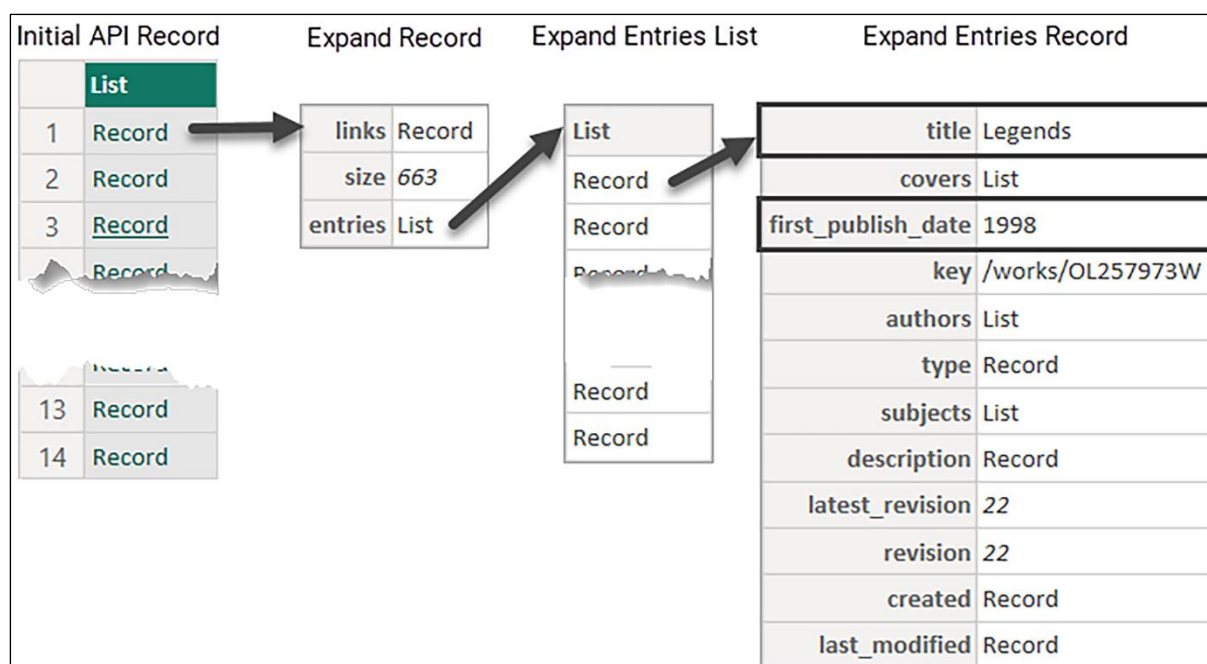 Initial API Record
List
1 Record
2 Record
3 Record
Record
13 Record
14 Record
Expand Record
links Record
size 663
entries List
Expand Entries List
List
Record
Record
Record
Record
Record
Expand Entries Record
title Legends
covers List
first_publish_date 1998
key /works/OL257973W
authors List
type Record
subjects List
description Record
latest_revision 22
revision 22
created Record
last_modified Record